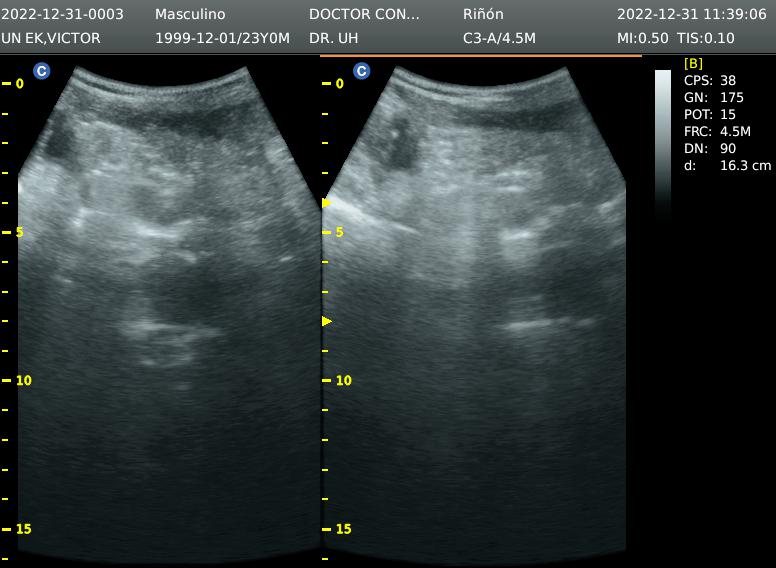 2022-12-31-0003 Masculino DOCTOR CON... Riñón 2022-12-31 11:39:06
UN EK,VICTOR 1999-12-01/23Y0M DR. UH C3-A/4.5M MI:0.50 TIS:0.10
C
C
[B]
CPS: 38
GN: 175
POT: 15
FRC: 4.5M
DN: 90
d: 16.3 cm
0 0
5 5
10 10
15 15